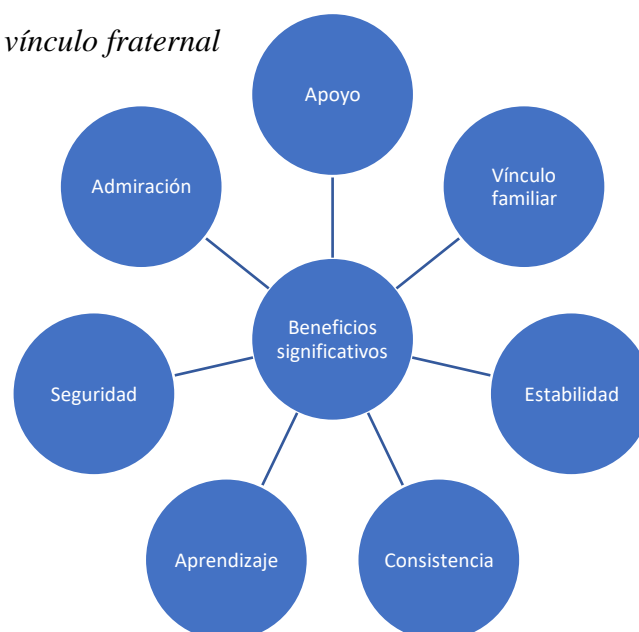 vínculo fraternal
Apoyo
Vínculo
familiar
Estabilidad
Consistencia
Aprendizaje
Seguridad
Admiración
Beneficios
significativos